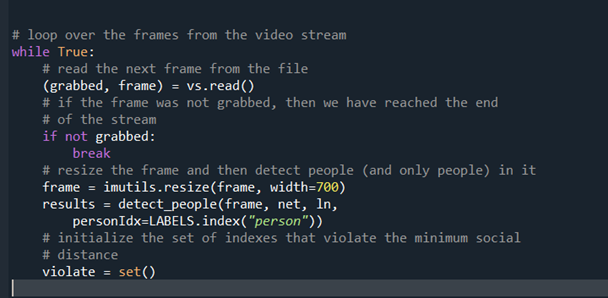 # loop over the frames from the video stream
while True:
    # read the next frame from the file
    (grabbed, frame) = vs.read()
    # if the frame was not grabbed, then we have reached the end
    # of the stream
    if not grabbed:
        break
    # resize the frame and then detect people (and only people) in it
    frame = imutils.resize(frame, width=700)
    results = detect_people(frame, net, ln,
        personIdx=LABELS.index("person"))
    # initialize the set of indexes that violate the minimum social
    # distance
    violate = set()